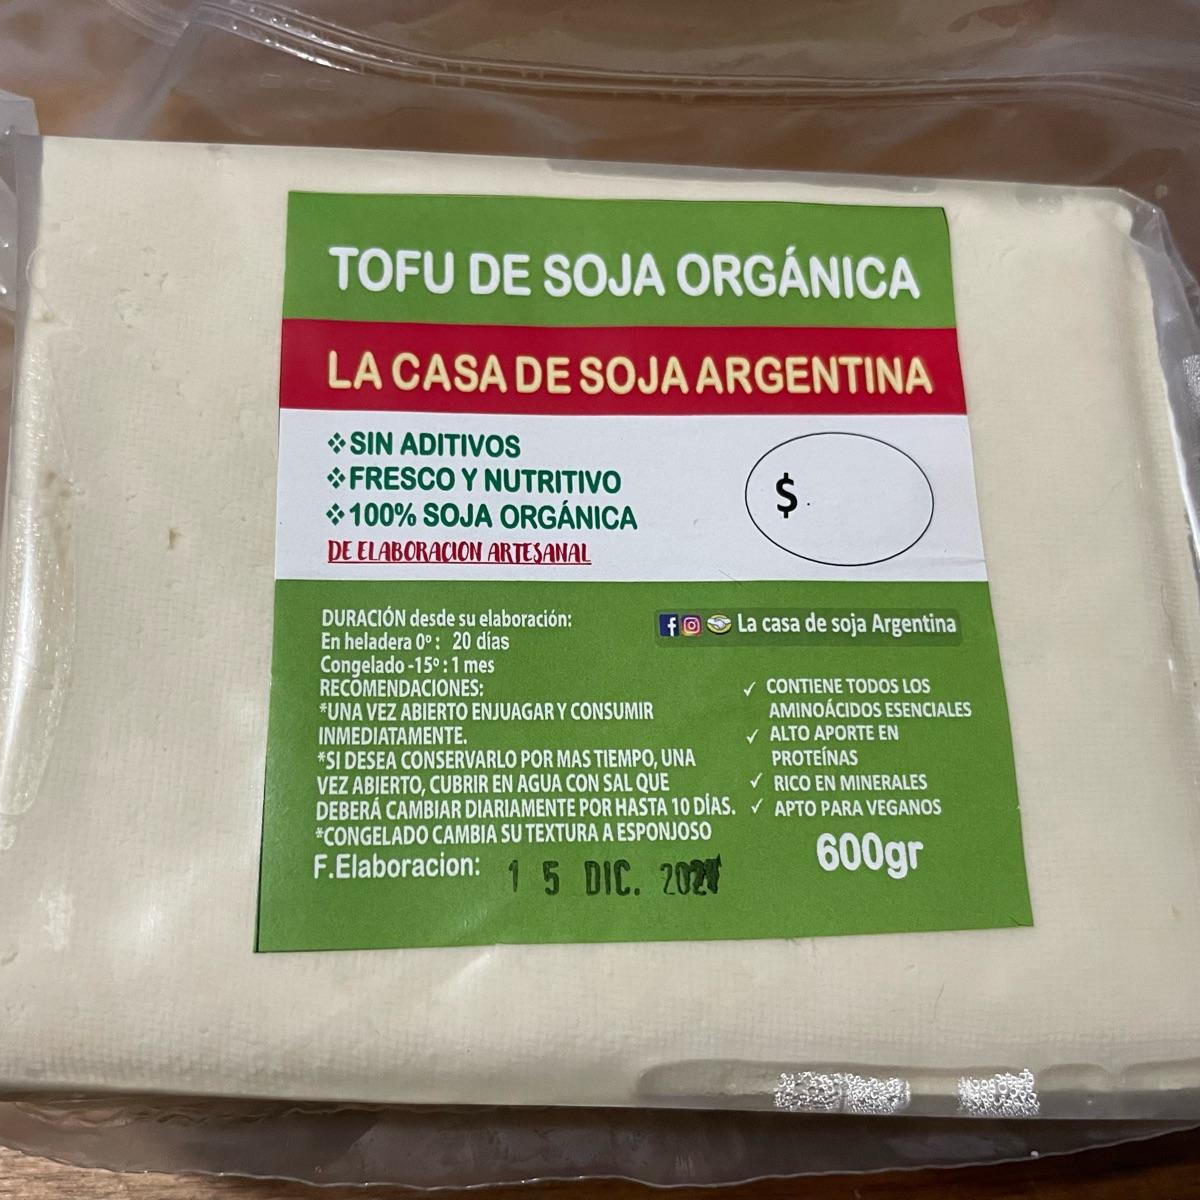 TOFU DE SOJA ORGÁNICA
LA CASA DE SOJA ARGENTINA
SIN ADITIVOS
FRESCO Y NUTRITIVO
100% SOJA ORGÁNICA
DE ELABORACION ARTESANAL
$
DURACIÓN desde su elaboración:
En heladera 0º: 20 días
Congelado -15º: 1 mes
RECOMENDACIONES:
*UNA VEZ ABIERTO ENJUAGAR Y CONSUMIR
INMEDIATAMENTE.
*SI DESEA CONSERVARLO POR MAS TIEMPO, UNA
VEZ ABIERTO, CUBRIR EN AGUA CON SAL QUE
DEBERÁ CAMBIAR DIARIAMENTE POR HASTA 10 DÍAS.
*CONGELADO CAMBIA SU TEXTURA A ESPONJOSO
F.Elaboracion: 15 DIC.
La casa de soja Argentina
CONTIENE TODOS LOS
AMINOÁCIDOS ESENCIALES
ALTO APORTE EN
PROTEÍNAS
RICO EN MINERALES
APTO PARA VEGANOS
600gr